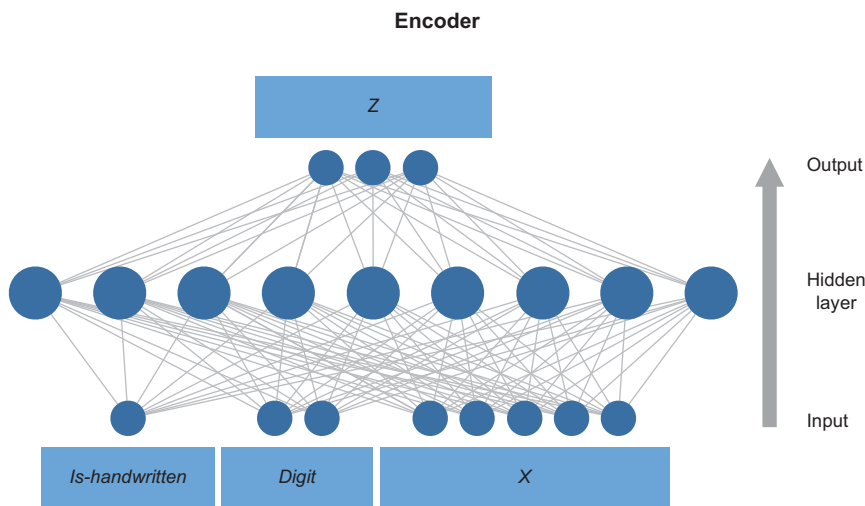 Encoder
Z
Output
Hidden
layer
Input
Is-handwritten
Digit
X